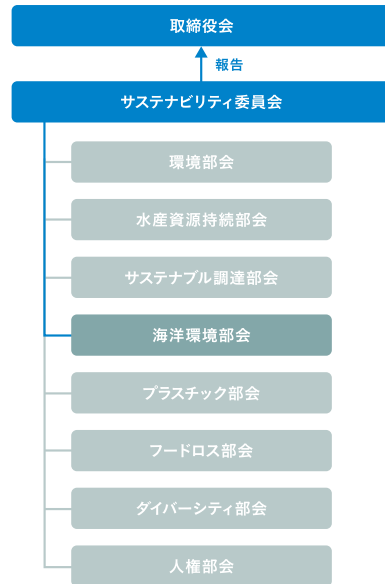 取締役会
報告
サステナビリティ委員会
環境部会
水産資源持続部会
サステナブル調達部会
海洋環境部会
プラスチック部会
フードロス部会
ダイバーシティ部会
人権部会